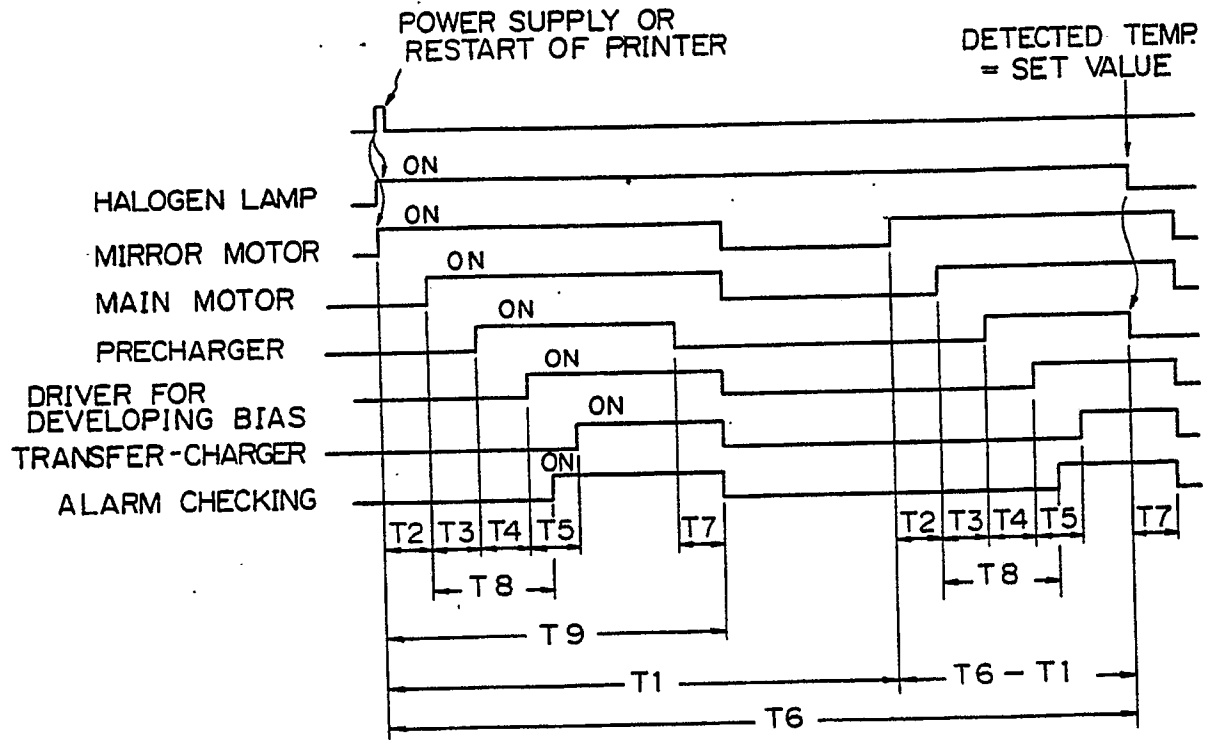 POWER SUPPLY OR
RESTART OF PRINTER
DETECTED TEMP.
= SET VALUE
HALOGEN LAMP
ON
MIRROR MOTOR
ON
MAIN MOTOR
ON
PRECHARGER
ON
DRIVER FOR
DEVELOPING BIAS
ON
TRANSFER-CHARGER
ON
ALARM CHECKING
ON
T2 T3 T4 T5 T7 T2 T3 T4 T5 T7
T8 T8
T9
T1 T6-T1
T6